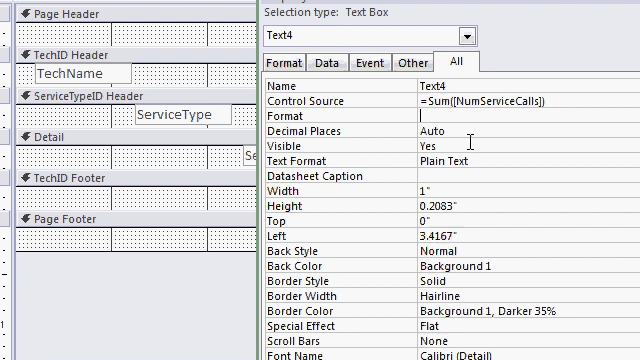 Page Header
TechID Header
TechName
ServiceTypeID Header
ServiceType
Detail
Se
TechID Footer
Page Footer
1
Selection type: Text Box
Text4
Format Data Event Other All
Name Text4
Control Source =Sum([NumServiceCalls])
Format
Decimal Places Auto
Visible Yes
Text Format Plain Text
Datasheet Caption
Width 1"
Height 0.2083"
Top 0"
Left 3.4167"
Back Style Normal
Back Color Background 1
Border Style Solid
Border Width Hairline
Border Color Background 1, Darker 35%
Special Effect Flat
Scroll Bars None
Font Name Calibri (Detail)